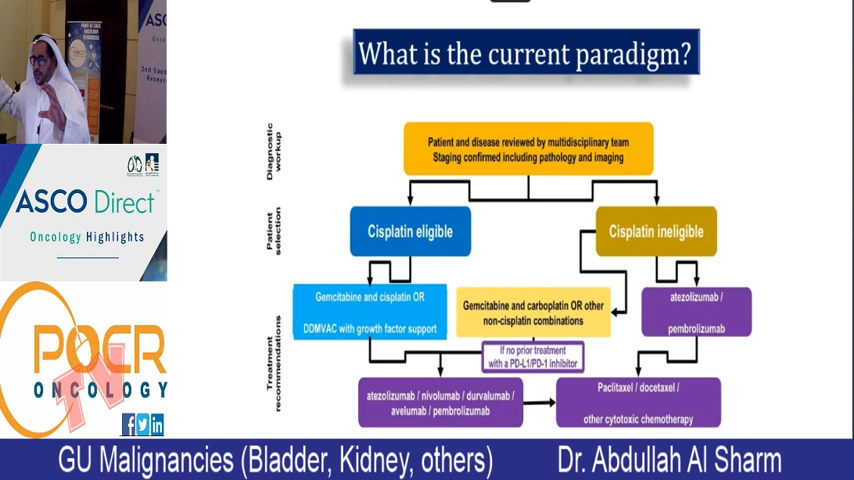 What is the current paradigm?
Diagnostic workup
Patient and disease reviewed by multidisciplinary team
Staging confirmed including pathology and imaging
Patient selection
Cisplatin eligible
Cisplatin ineligible
Treatment recommendations
Gemcitabine and cisplatin OR
DDMVAC with growth factor support
Gemcitabine and carboplatin OR other
non-cisplatin combinations
atezolizumab /
pembrolizumab
If no prior treatment
with a PD-L1/PD-1 inhibitor
atezolizumab / nivolumab / durvalumab /
avelumab / pembrolizumab
Paclitaxel / docetaxel /
other cytotoxic chemotherapy
ASCO Direct™
Oncology Highlights
POCR
ONCOLOGY
TV
GU Malignancies (Bladder, Kidney, others)
Dr. Abdullah Al Sharm